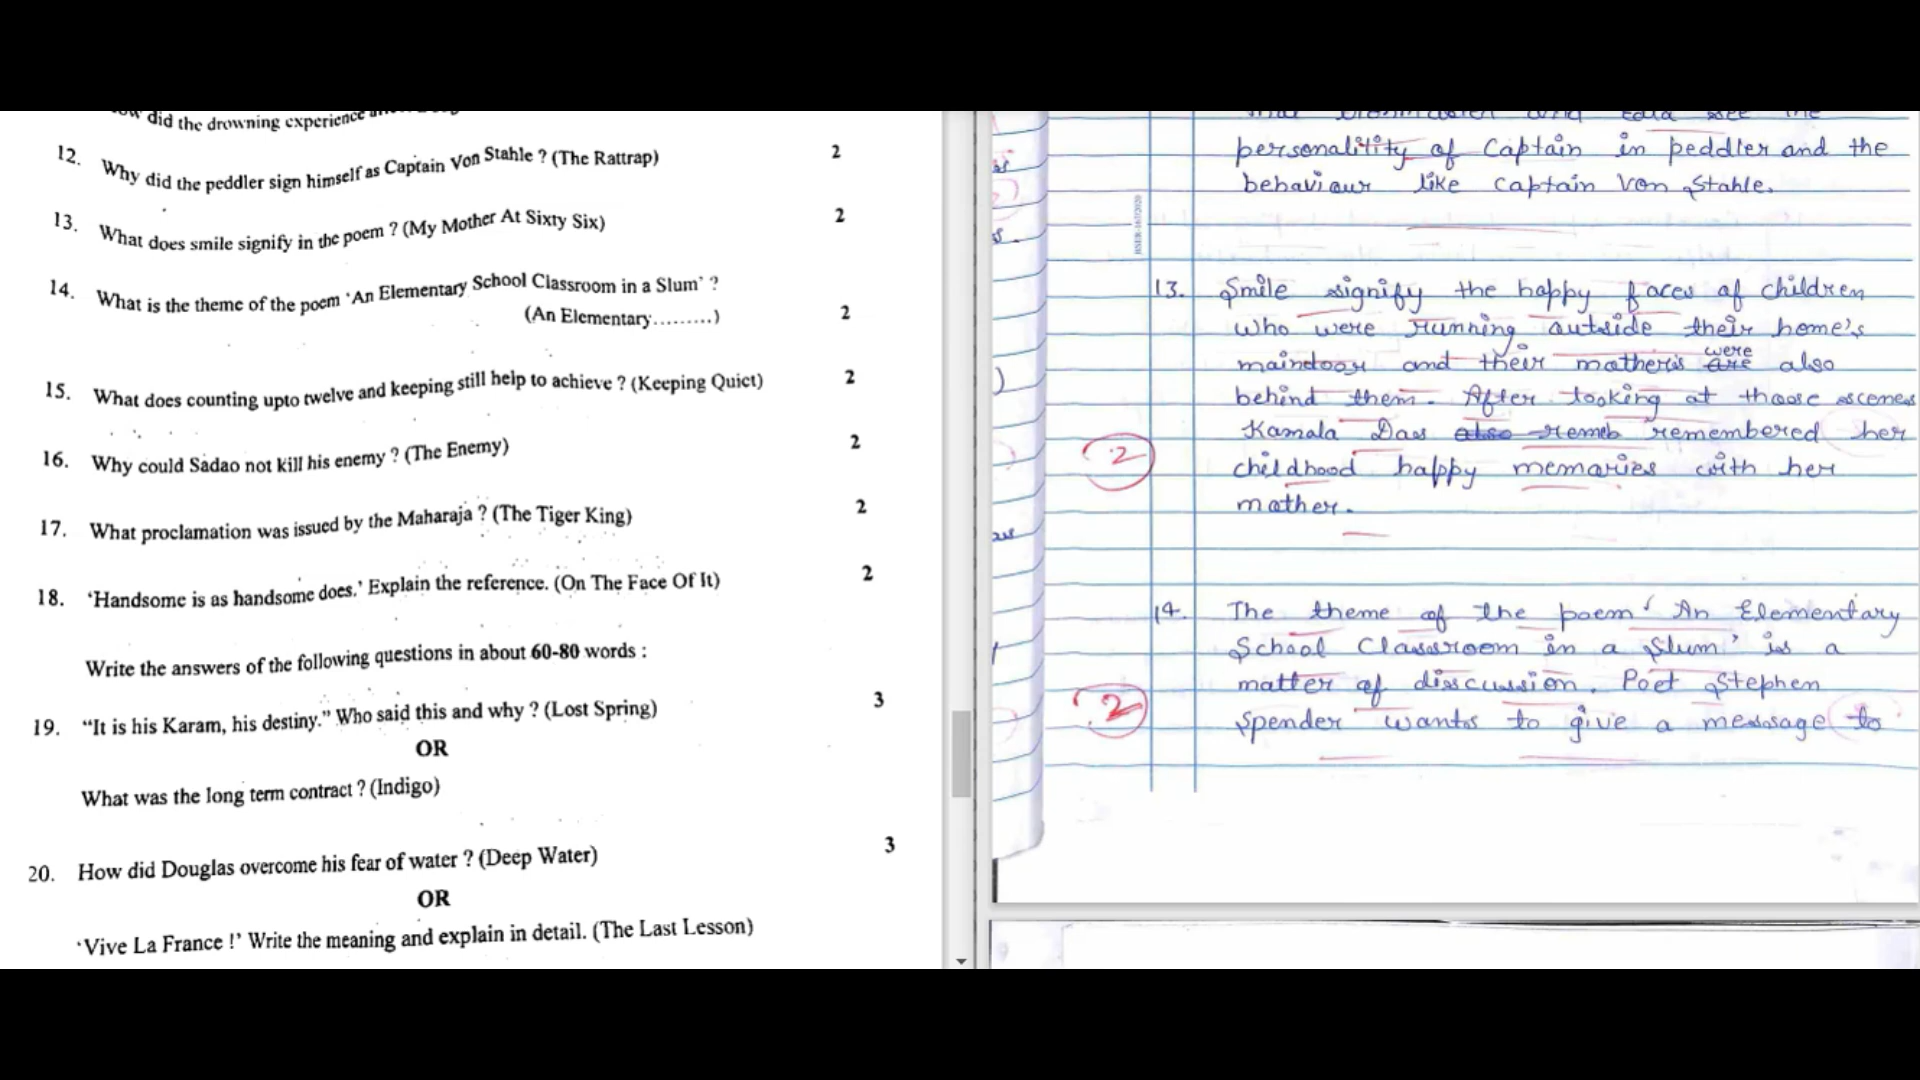 did the drowning experience
12. Why did the peddler sign himself as Captain Von Stahle ? (The Rattrap) 2
13. What does smile signify in the poem ? (My Mother At Sixty Six) 2
14. What is the theme of the poem 'An Elementary School Classroom in a Slum' ?
(An Elementary.........) 2
15. What does counting upto twelve and keeping still help to achieve ? (Keeping Quiet) 2
16. Why could Sadao not kill his enemy ? (The Enemy) 2
17. What proclamation was issued by the Maharaja ? (The Tiger King) 2
18. 'Handsome is as handsome does.' Explain the reference. (On The Face Of It) 2
Write the answers of the following questions in about 60-80 words :
19. "It is his Karam, his destiny." Who said this and why ? (Lost Spring) 3
OR
What was the long term contract ? (Indigo)
20. How did Douglas overcome his fear of water ? (Deep Water) 3
OR
'Vive La France !' Write the meaning and explain in detail. (The Last Lesson)
personalitity of Captain in peddler and the
behaviour like captain Von Stahle.
13. Smile signify the happy faces of children
who were running outside their home's
maindoor and their mother's were also
behind them. After looking at those scenes
Kamala Das also remeb remembered her
childhood happy memories with her
mother.
2
14. The theme of the poem 'An Elementary
School Classroom in a Slum' is a
matter of discussion. Poet Stephen
Spender wants to give a message to
2